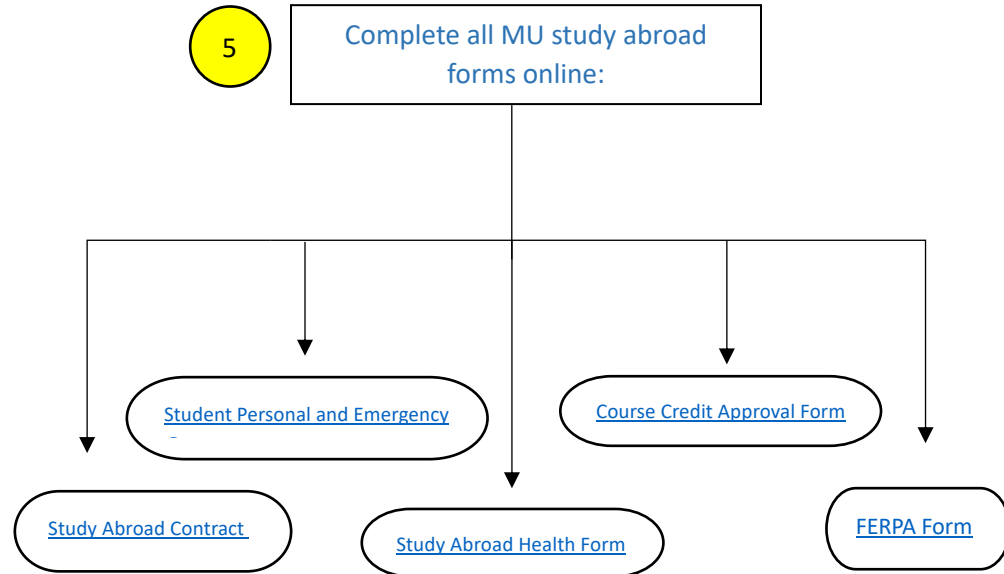 5
Complete all MU study abroad
forms online:
Student Personal and Emergency
Course Credit Approval Form
Study Abroad Contract
Study Abroad Health Form
FERPA Form